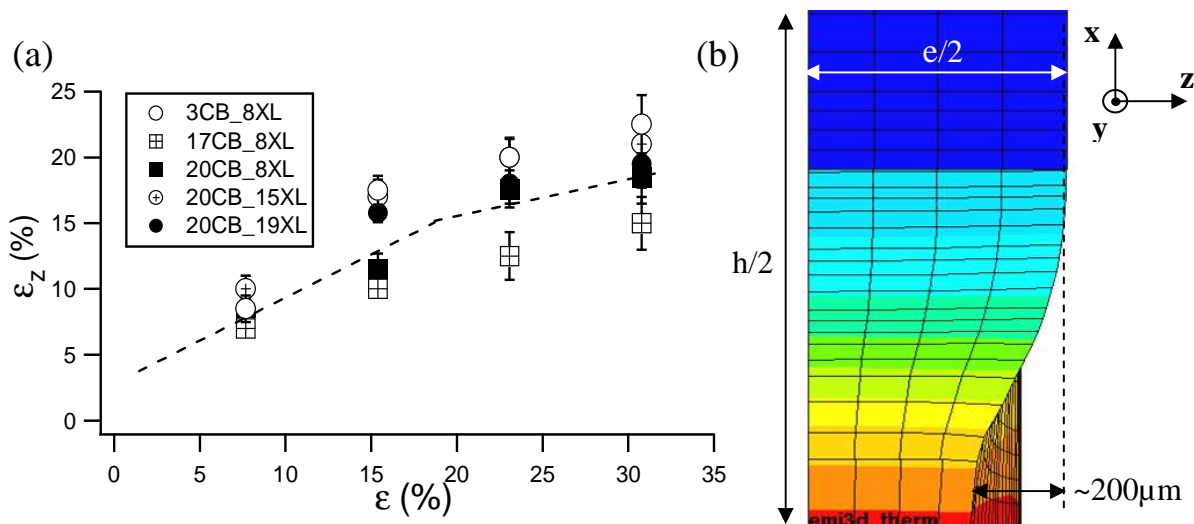 (a)
25
20
15
10
5
0
εz (%)
3CB_8XL
17CB_8XL
20CB_8XL
20CB_15XL
20CB_19XL
0 5 10 15 20 25 30 35
ε (%)
(b)
e/2
x
z
y
h/2
~200µm
emi3d_therm